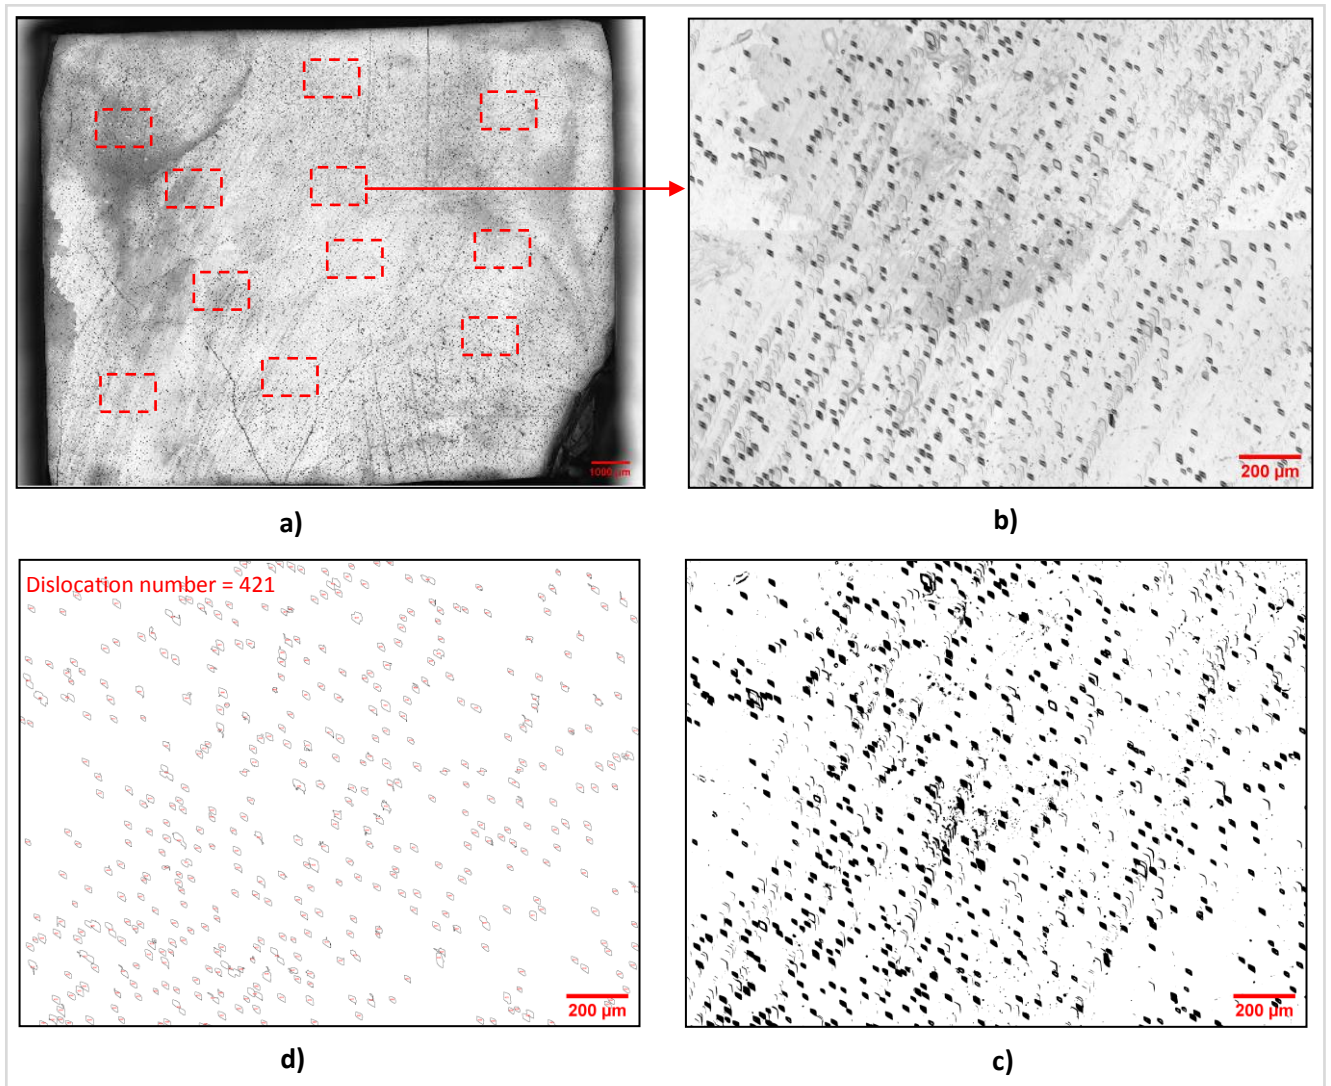 1000 µm
a)
200 µm
b)
Dislocation number = 421
200 µm
d)
200 µm
c)